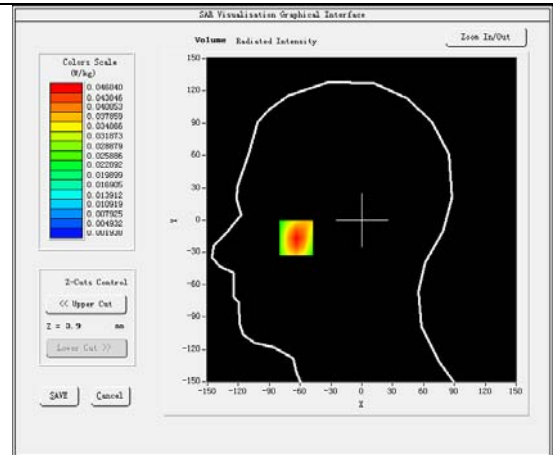 SAR Visualisation Graphical Interface
Volume Radiated Intensity
Zoom In/Out
Colors Scale
(W/kg)
0.046840
0.043846
0.040853
0.037859
0.034866
0.031873
0.028879
0.025886
0.022892
0.019899
0.016905
0.013912
0.010919
0.007925
0.004932
0.001938
150
120
90
60
30
0
-30
-60
-90
-120
-150
Y
-150 -120 -90 -60 -30 0 30 60 90 120 150
X
Z-Cuts Control
<< Upper Cut
Z = 3.9 mm
Lower Cut >>
SAVE
Cancel